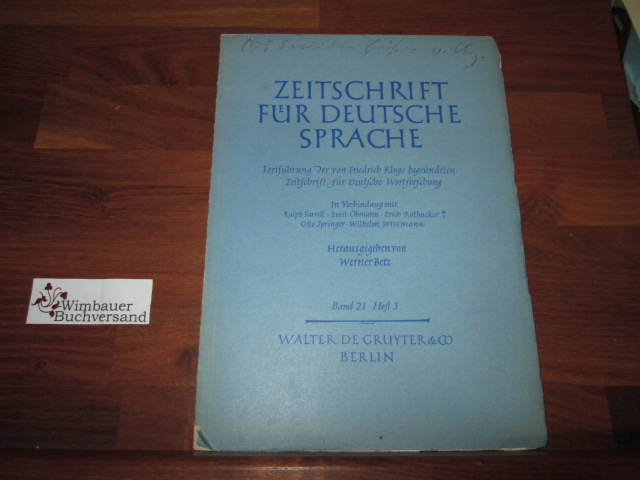 ZEITSCHRIFT
FÜR DEUTSCHE
SPRACHE
Fortführung der von Friedrich Kluge begründeten
Zeitschrift für Deutsche Wortforschung
In Verbindung mit
Ralph Farrell · Emil Öhmann · Erich Rothacker †
Otto Springer · Wilhelm Wissmann
Herausgegeben von
Werner Betz
Band 21 Heft 3
WALTER DE GRUYTER & CO
BERLIN
Wimbauer
Buchversand